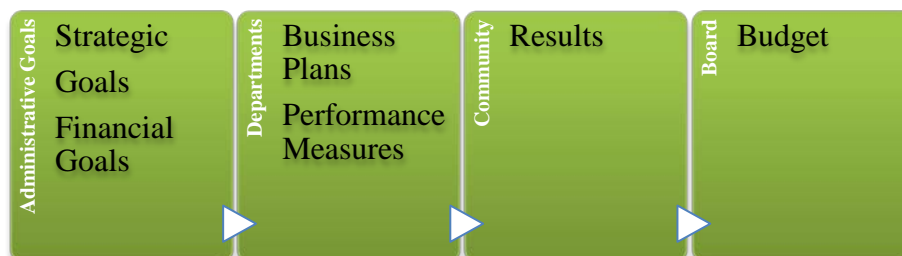 Administrative Goals
Strategic
Goals
Financial
Goals
Departments
Business
Plans
Performance
Measures
Community
Results
Board
Budget